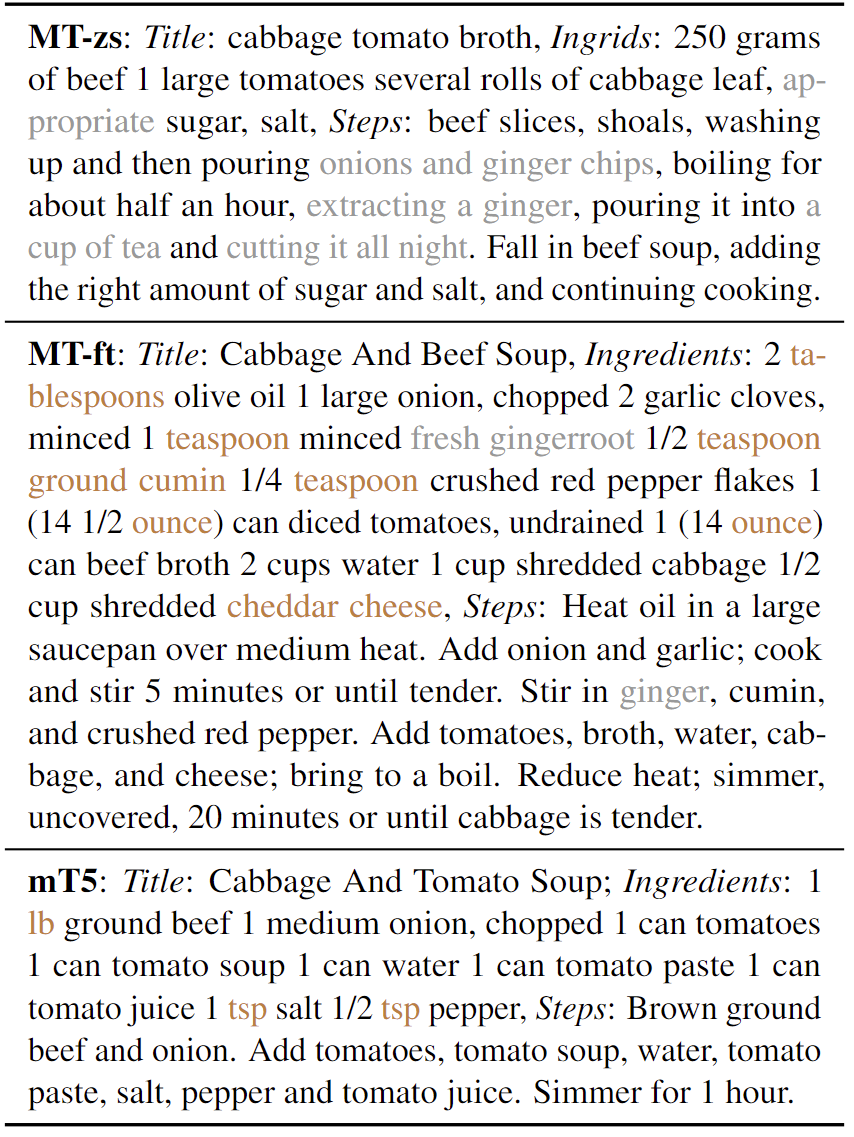 MT-zs: Title: cabbage tomato broth, Ingrids: 250 grams
of beef 1 large tomatoes several rolls of cabbage leaf, ap-
propriate sugar, salt, Steps: beef slices, shoals, washing
up and then pouring onions and ginger chips, boiling for
about half an hour, extracting a ginger, pouring it into a
cup of tea and cutting it all night. Fall in beef soup, adding
the right amount of sugar and salt, and continuing cooking.
MT-ft: Title: Cabbage And Beef Soup, Ingredients: 2 ta-
blespoons olive oil 1 large onion, chopped 2 garlic cloves,
minced 1 teaspoon minced fresh gingerroot 1/2 teaspoon
ground cumin 1/4 teaspoon crushed red pepper flakes 1
(14 1/2 ounce) can diced tomatoes, undrained 1 (14 ounce)
can beef broth 2 cups water 1 cup shredded cabbage 1/2
cup shredded cheddar cheese, Steps: Heat oil in a large
saucepan over medium heat. Add onion and garlic; cook
and stir 5 minutes or until tender. Stir in ginger, cumin,
and crushed red pepper. Add tomatoes, broth, water, cab-
bage, and cheese; bring to a boil. Reduce heat; simmer,
uncovered, 20 minutes or until cabbage is tender.
mT5: Title: Cabbage And Tomato Soup; Ingredients: 1
lb ground beef 1 medium onion, chopped 1 can tomatoes
1 can tomato soup 1 can water 1 can tomato paste 1 can
tomato juice 1 tsp salt 1/2 tsp pepper, Steps: Brown ground
beef and onion. Add tomatoes, tomato soup, water, tomato
paste, salt, pepper and tomato juice. Simmer for 1 hour.